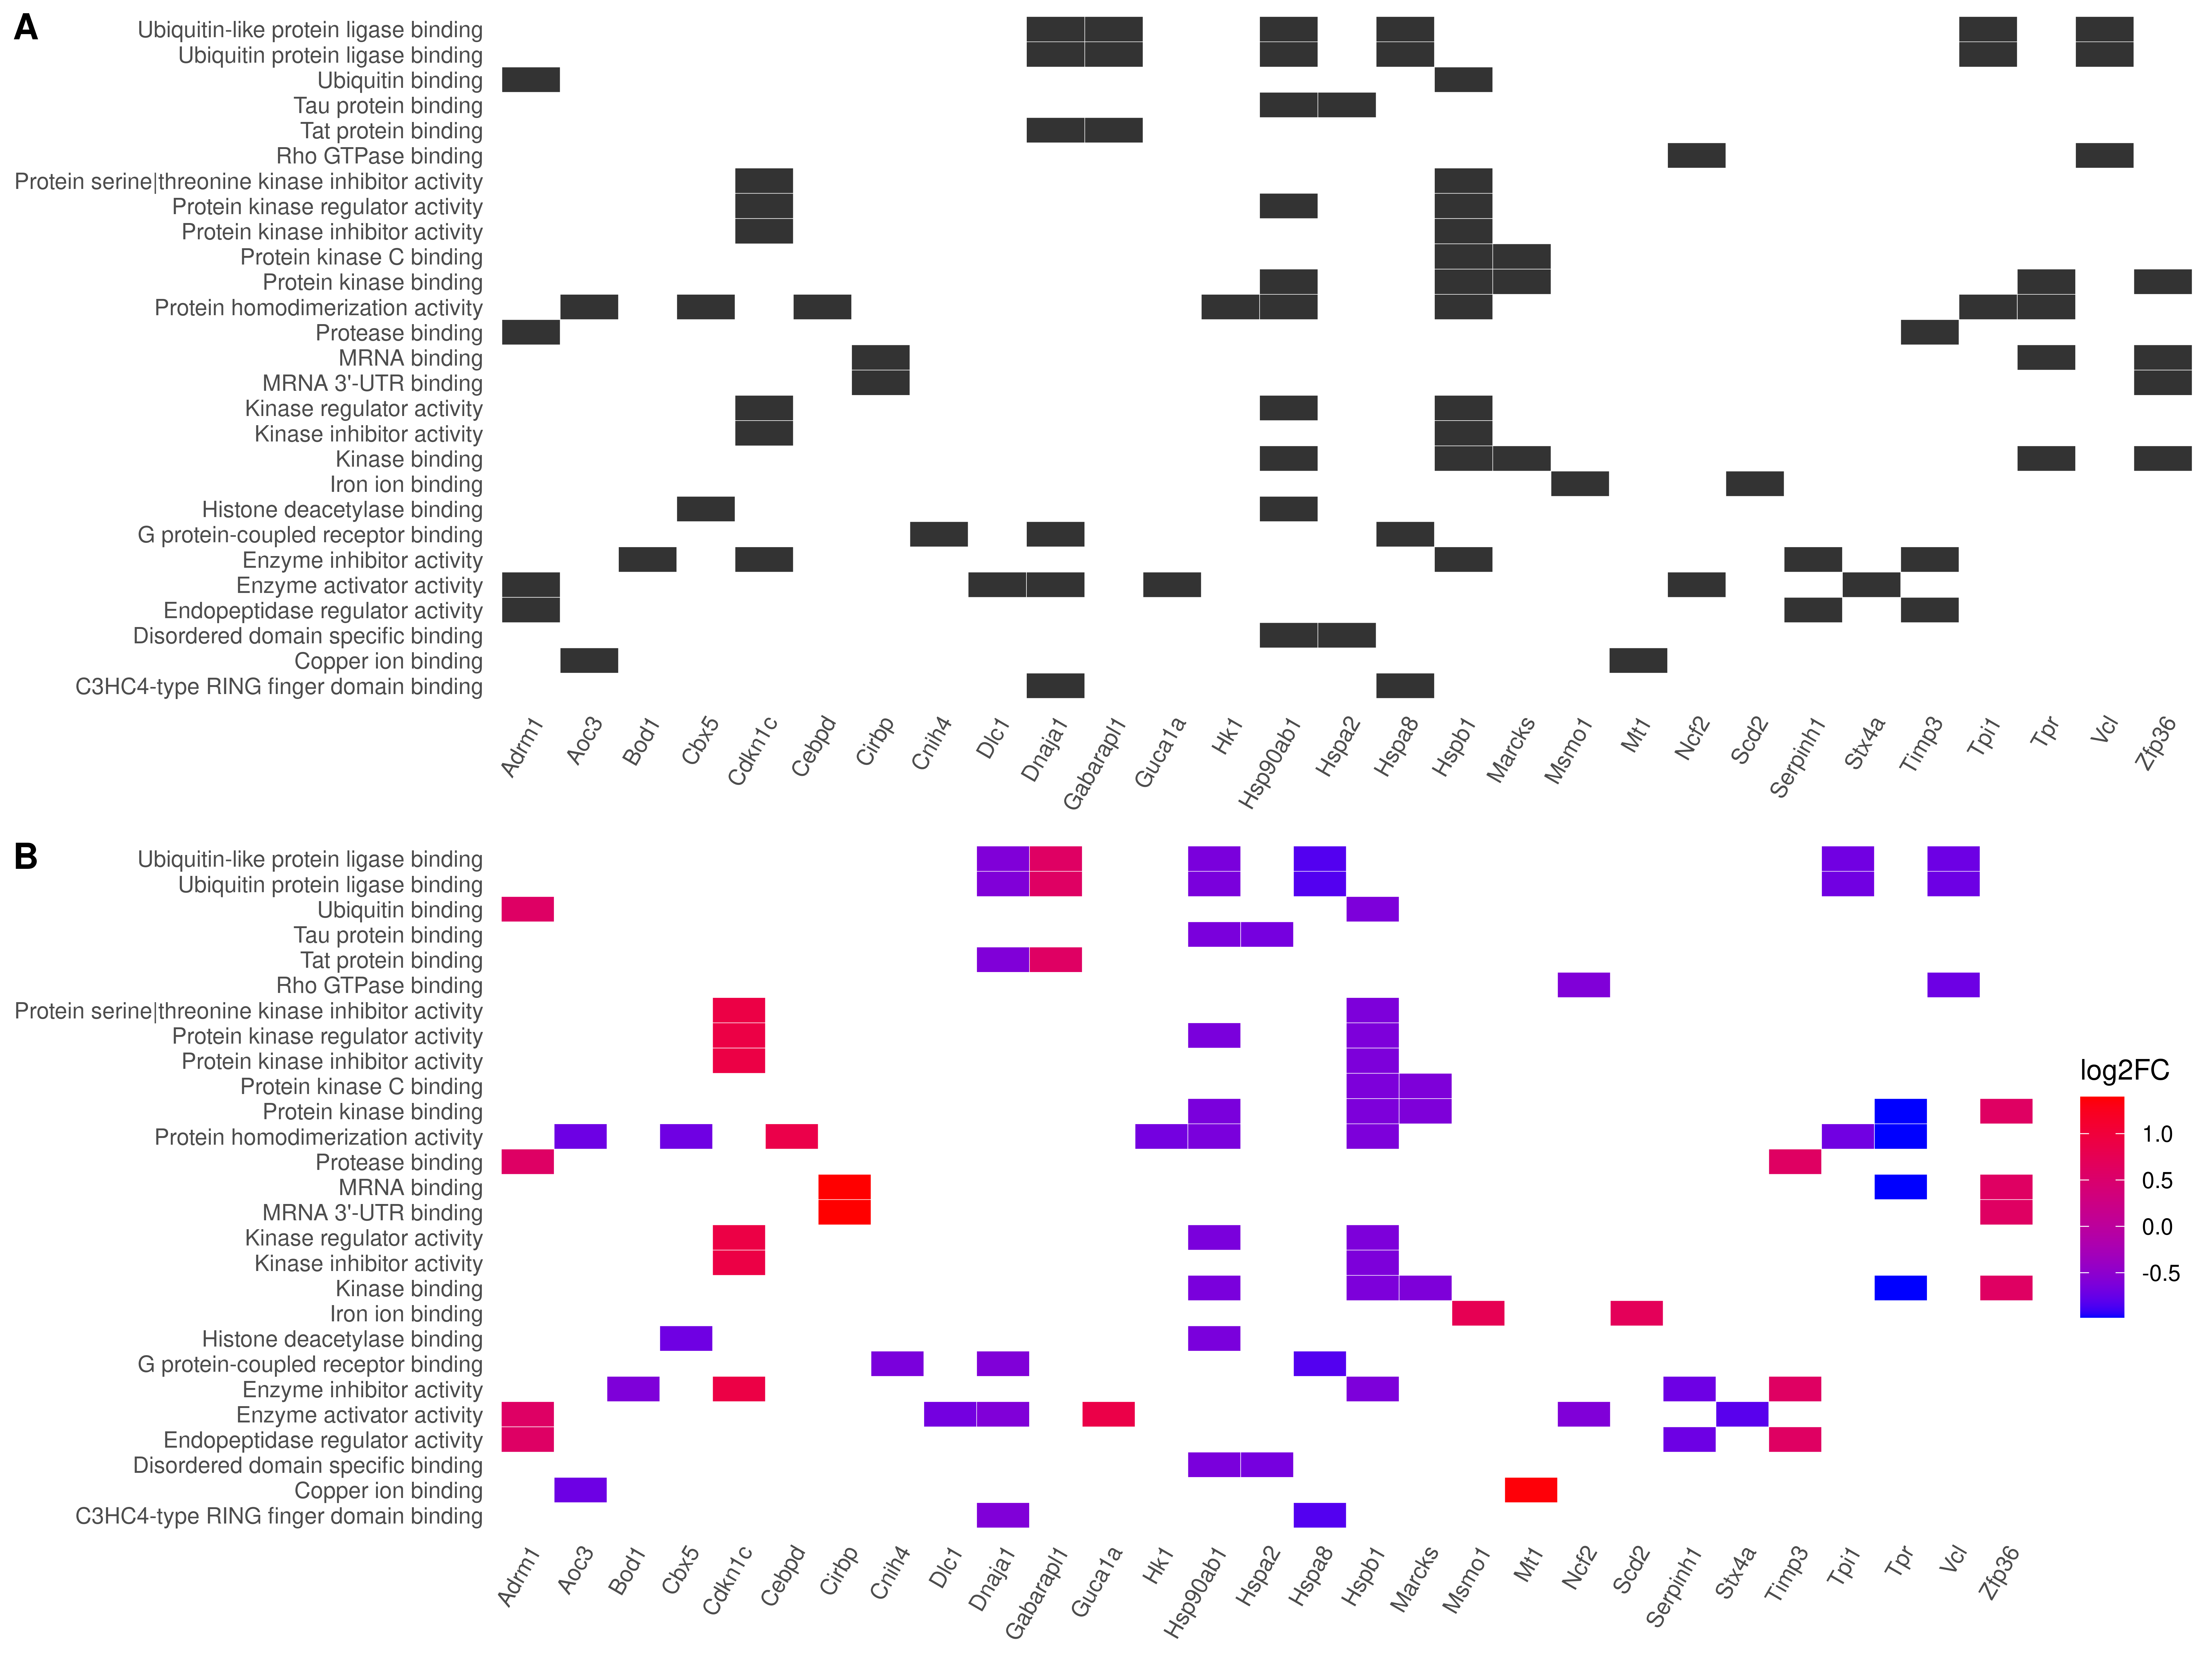 A
Ubiquitin-like protein ligase binding
Ubiquitin protein ligase binding
Ubiquitin binding
Tau protein binding
Tat protein binding
Rho GTPase binding
Protein serine|threonine kinase inhibitor activity
Protein kinase regulator activity
Protein kinase inhibitor activity
Protein kinase C binding
Protein kinase binding
Protein homodimerization activity
Protease binding
MRNA binding
MRNA 3'-UTR binding
Kinase regulator activity
Kinase inhibitor activity
Kinase binding
Iron ion binding
Histone deacetylase binding
G protein-coupled receptor binding
Enzyme inhibitor activity
Enzyme activator activity
Endopeptidase regulator activity
Disordered domain specific binding
Copper ion binding
C3HC4-type RING finger domain binding
Adrm1
Aoc3
Bod1
Cbx5
Cdkn1c
Cebpd
Cirbp
Cnih4
Dlc1
Dnaja1
Gabarapl1
Guca1a
Hk1
Hsp90ab1
Hspa2
Hspa8
Hspb1
Marcks
Msmo1
Mt1
Ncf2
Scd2
Serpinh1
Stx4a
Timp3
Tpi1
Tpr
Vcl
Zfp36
B
Ubiquitin-like protein ligase binding
Ubiquitin protein ligase binding
Ubiquitin binding
Tau protein binding
Tat protein binding
Rho GTPase binding
Protein serine|threonine kinase inhibitor activity
Protein kinase regulator activity
Protein kinase inhibitor activity
Protein kinase C binding
Protein kinase binding
Protein homodimerization activity
Protease binding
MRNA binding
MRNA 3'-UTR binding
Kinase regulator activity
Kinase inhibitor activity
Kinase binding
Iron ion binding
Histone deacetylase binding
G protein-coupled receptor binding
Enzyme inhibitor activity
Enzyme activator activity
Endopeptidase regulator activity
Disordered domain specific binding
Copper ion binding
C3HC4-type RING finger domain binding
Adrm1
Aoc3
Bod1
Cbx5
Cdkn1c
Cebpd
Cirbp
Cnih4
Dlc1
Dnaja1
Gabarapl1
Guca1a
Hk1
Hsp90ab1
Hspa2
Hspa8
Hspb1
Marcks
Msmo1
Mt1
Ncf2
Scd2
Serpinh1
Stx4a
Timp3
Tpi1
Tpr
Vcl
Zfp36
log2FC
1.0
0.5
0.0
-0.5